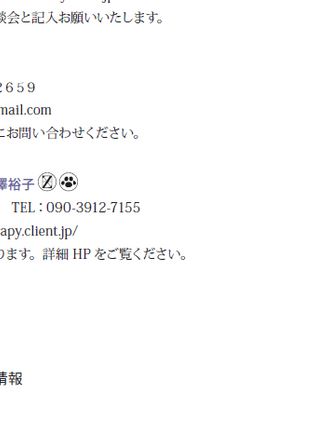 談会と記入お願いいたします。
2659
mail.com
にお問い合わせください。
澤裕子 Z
TEL：090-3912-7155
apy.client.jp/
ります。詳細 HP をご覧ください。
情報